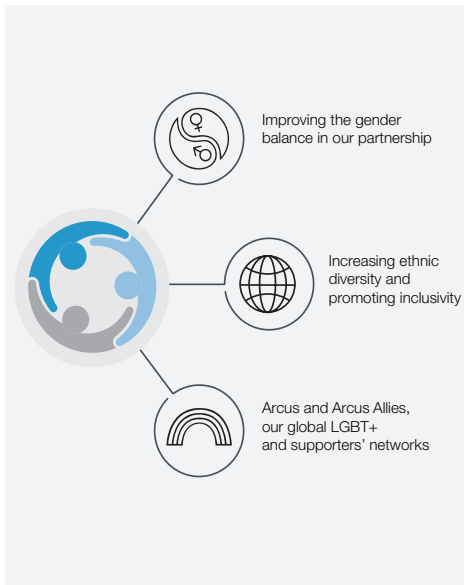 Improving the gender
balance in our partnership
Increasing ethnic
diversity and
promoting inclusivity
Arcus and Arcus Allies,
our global LGBT+
and supporters’ networks